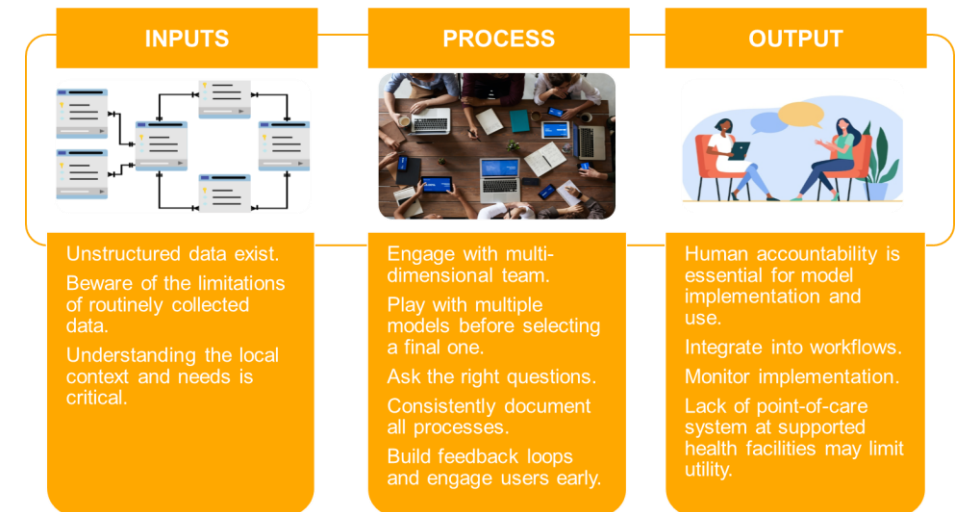 INPUTS
PROCESS
OUTPUT
Unstructured data exist.
Beware of the limitations
of routinely collected
data.
Understanding the local
context and needs is
critical.
Engage with multi-
dimensional team.
Play with multiple
models before selecting
a final one.
Ask the right questions.
Consistently document
all processes.
Build feedback loops
and engage users early.
Human accountability is
essential for model
implementation and
use.
Integrate into workflows.
Monitor implementation.
Lack of point-of-care
system at supported
health facilities may limit
utility.